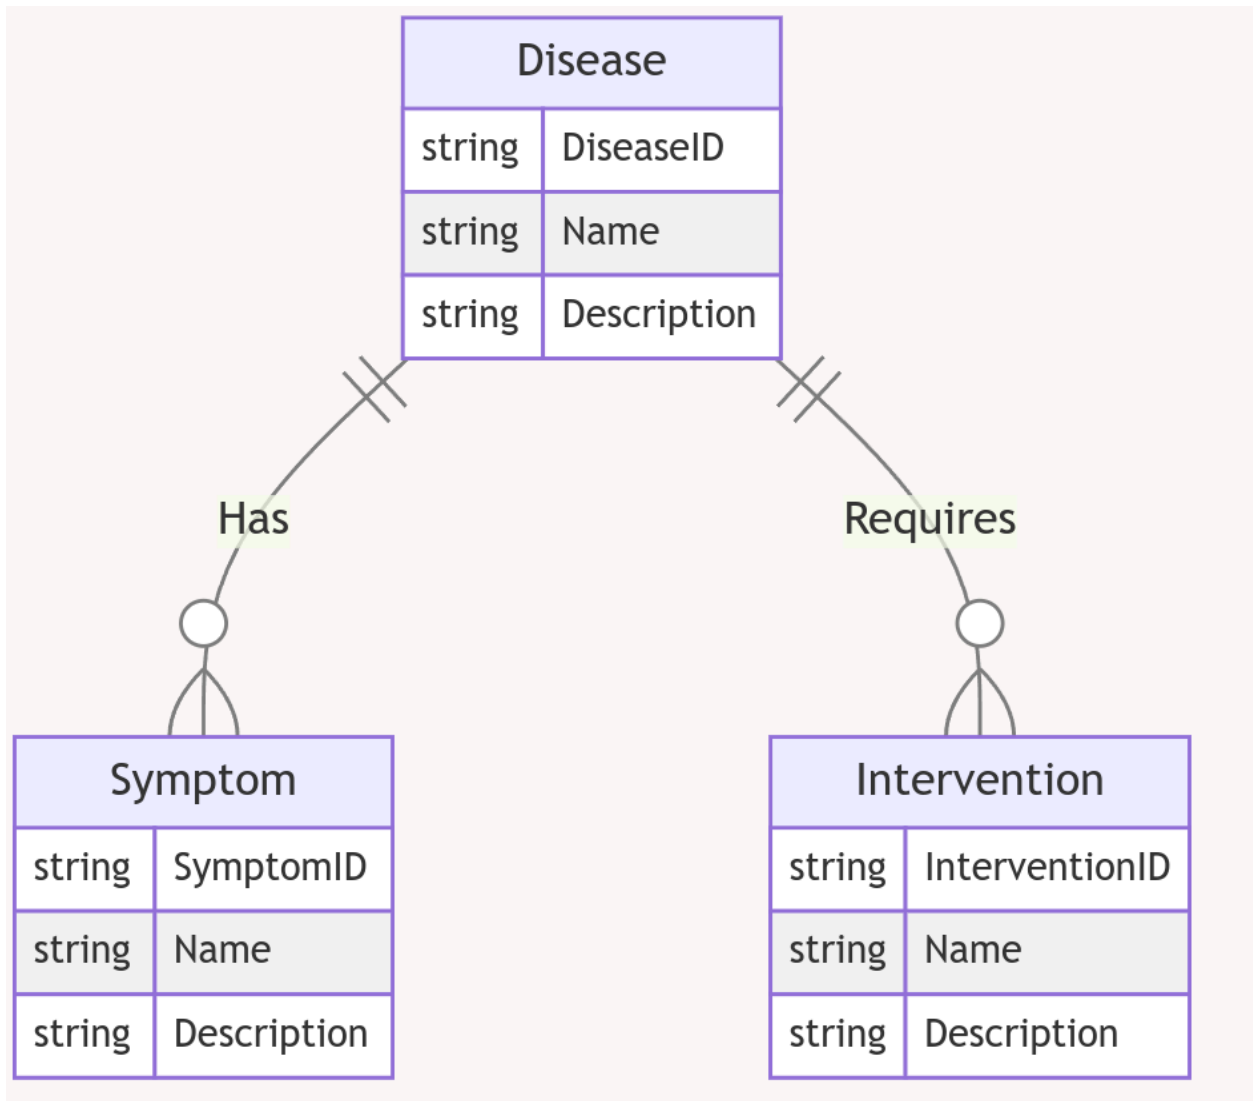 Disease
string DiseaseID
string Name
string Description
Has
Requires
Symptom
string SymptomID
string Name
string Description
Intervention
string InterventionID
string Name
string Description